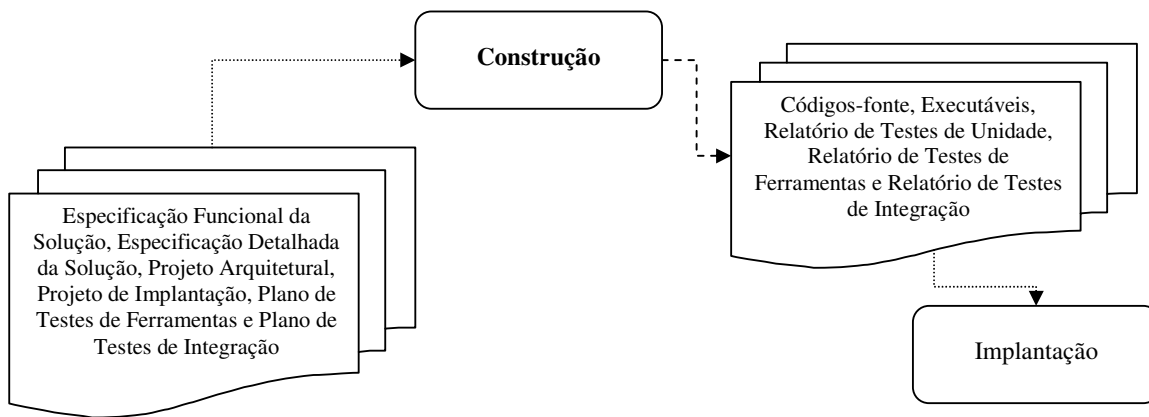 Construção
Códigos-fonte, Executáveis,
Relatório de Testes de Unidade,
Relatório de Testes de
Ferramentas e Relatório de Testes
de Integração
Especificação Funcional da
Solução, Especificação Detalhada
da Solução, Projeto Arquitetural,
Projeto de Implantação, Plano de
Testes de Ferramentas e Plano de
Testes de Integração
Implantação